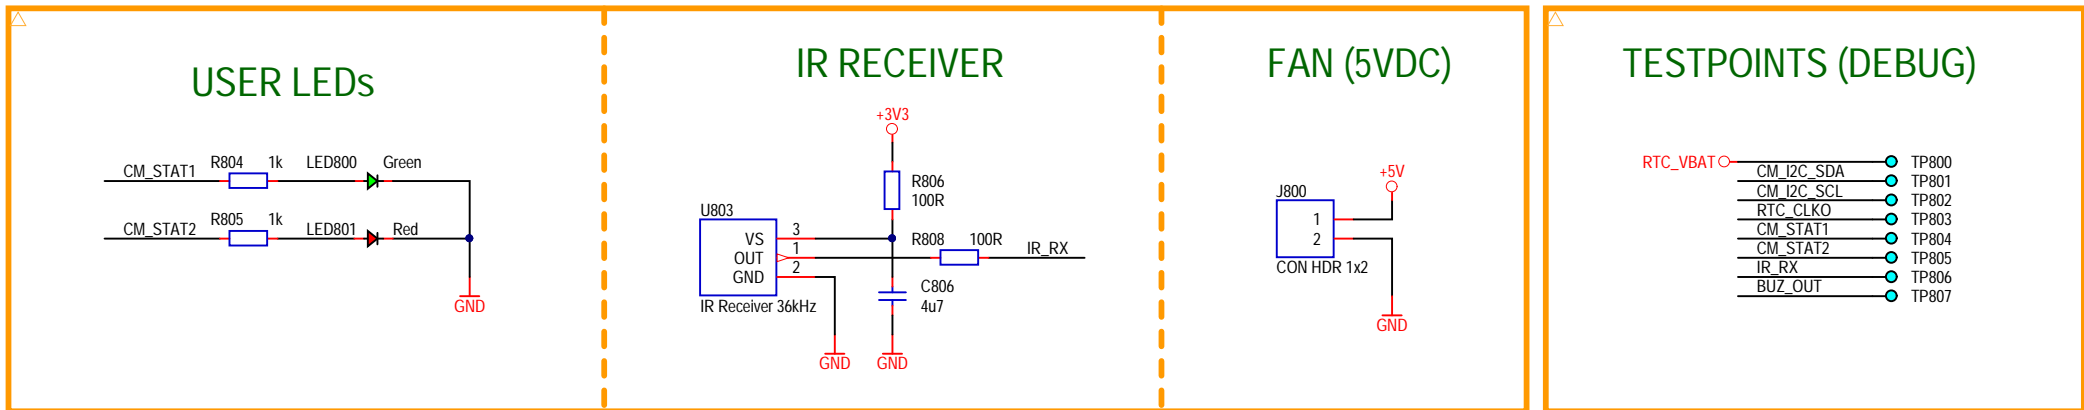 USER LEDs
CM_STAT1 R804 1k LED800 Green
CM_STAT2 R805 1k LED801 Red
GND
IR RECEIVER
+3V3
R806
100R
U803
VS 3
OUT 1
GND 2
IR Receiver 36kHz
R808 100R IR_RX
C806
4u7
GND GND
FAN (5VDC)
+5V
J800
1
2
CON HDR 1x2
GND
TESTPOINTS (DEBUG)
RTC_VBAT TP800
CM_I2C_SDA TP801
CM_I2C_SCL TP802
RTC_CLKO TP803
CM_STAT1 TP804
CM_STAT2 TP805
IR_RX TP806
BUZ_OUT TP807